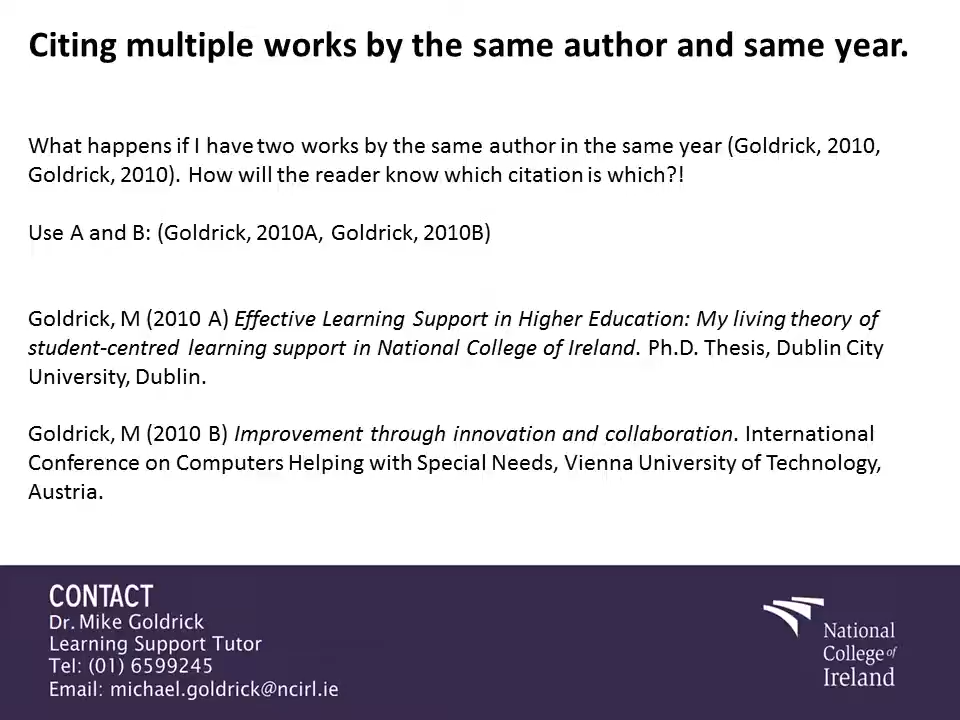 Citing multiple works by the same author and same year.
What happens if I have two works by the same author in the same year (Goldrick, 2010,
Goldrick, 2010). How will the reader know which citation is which?!
Use A and B: (Goldrick, 2010A, Goldrick, 2010B)
Goldrick, M (2010 A) Effective Learning Support in Higher Education: My living theory of
student-centred learning support in National College of Ireland. Ph.D. Thesis, Dublin City
University, Dublin.
Goldrick, M (2010 B) Improvement through innovation and collaboration. International
Conference on Computers Helping with Special Needs, Vienna University of Technology,
Austria.
CONTACT
Dr. Mike Goldrick
Learning Support Tutor
Tel: (01) 6599245
Email: michael.goldrick@ncirl.ie
National
College of
Ireland